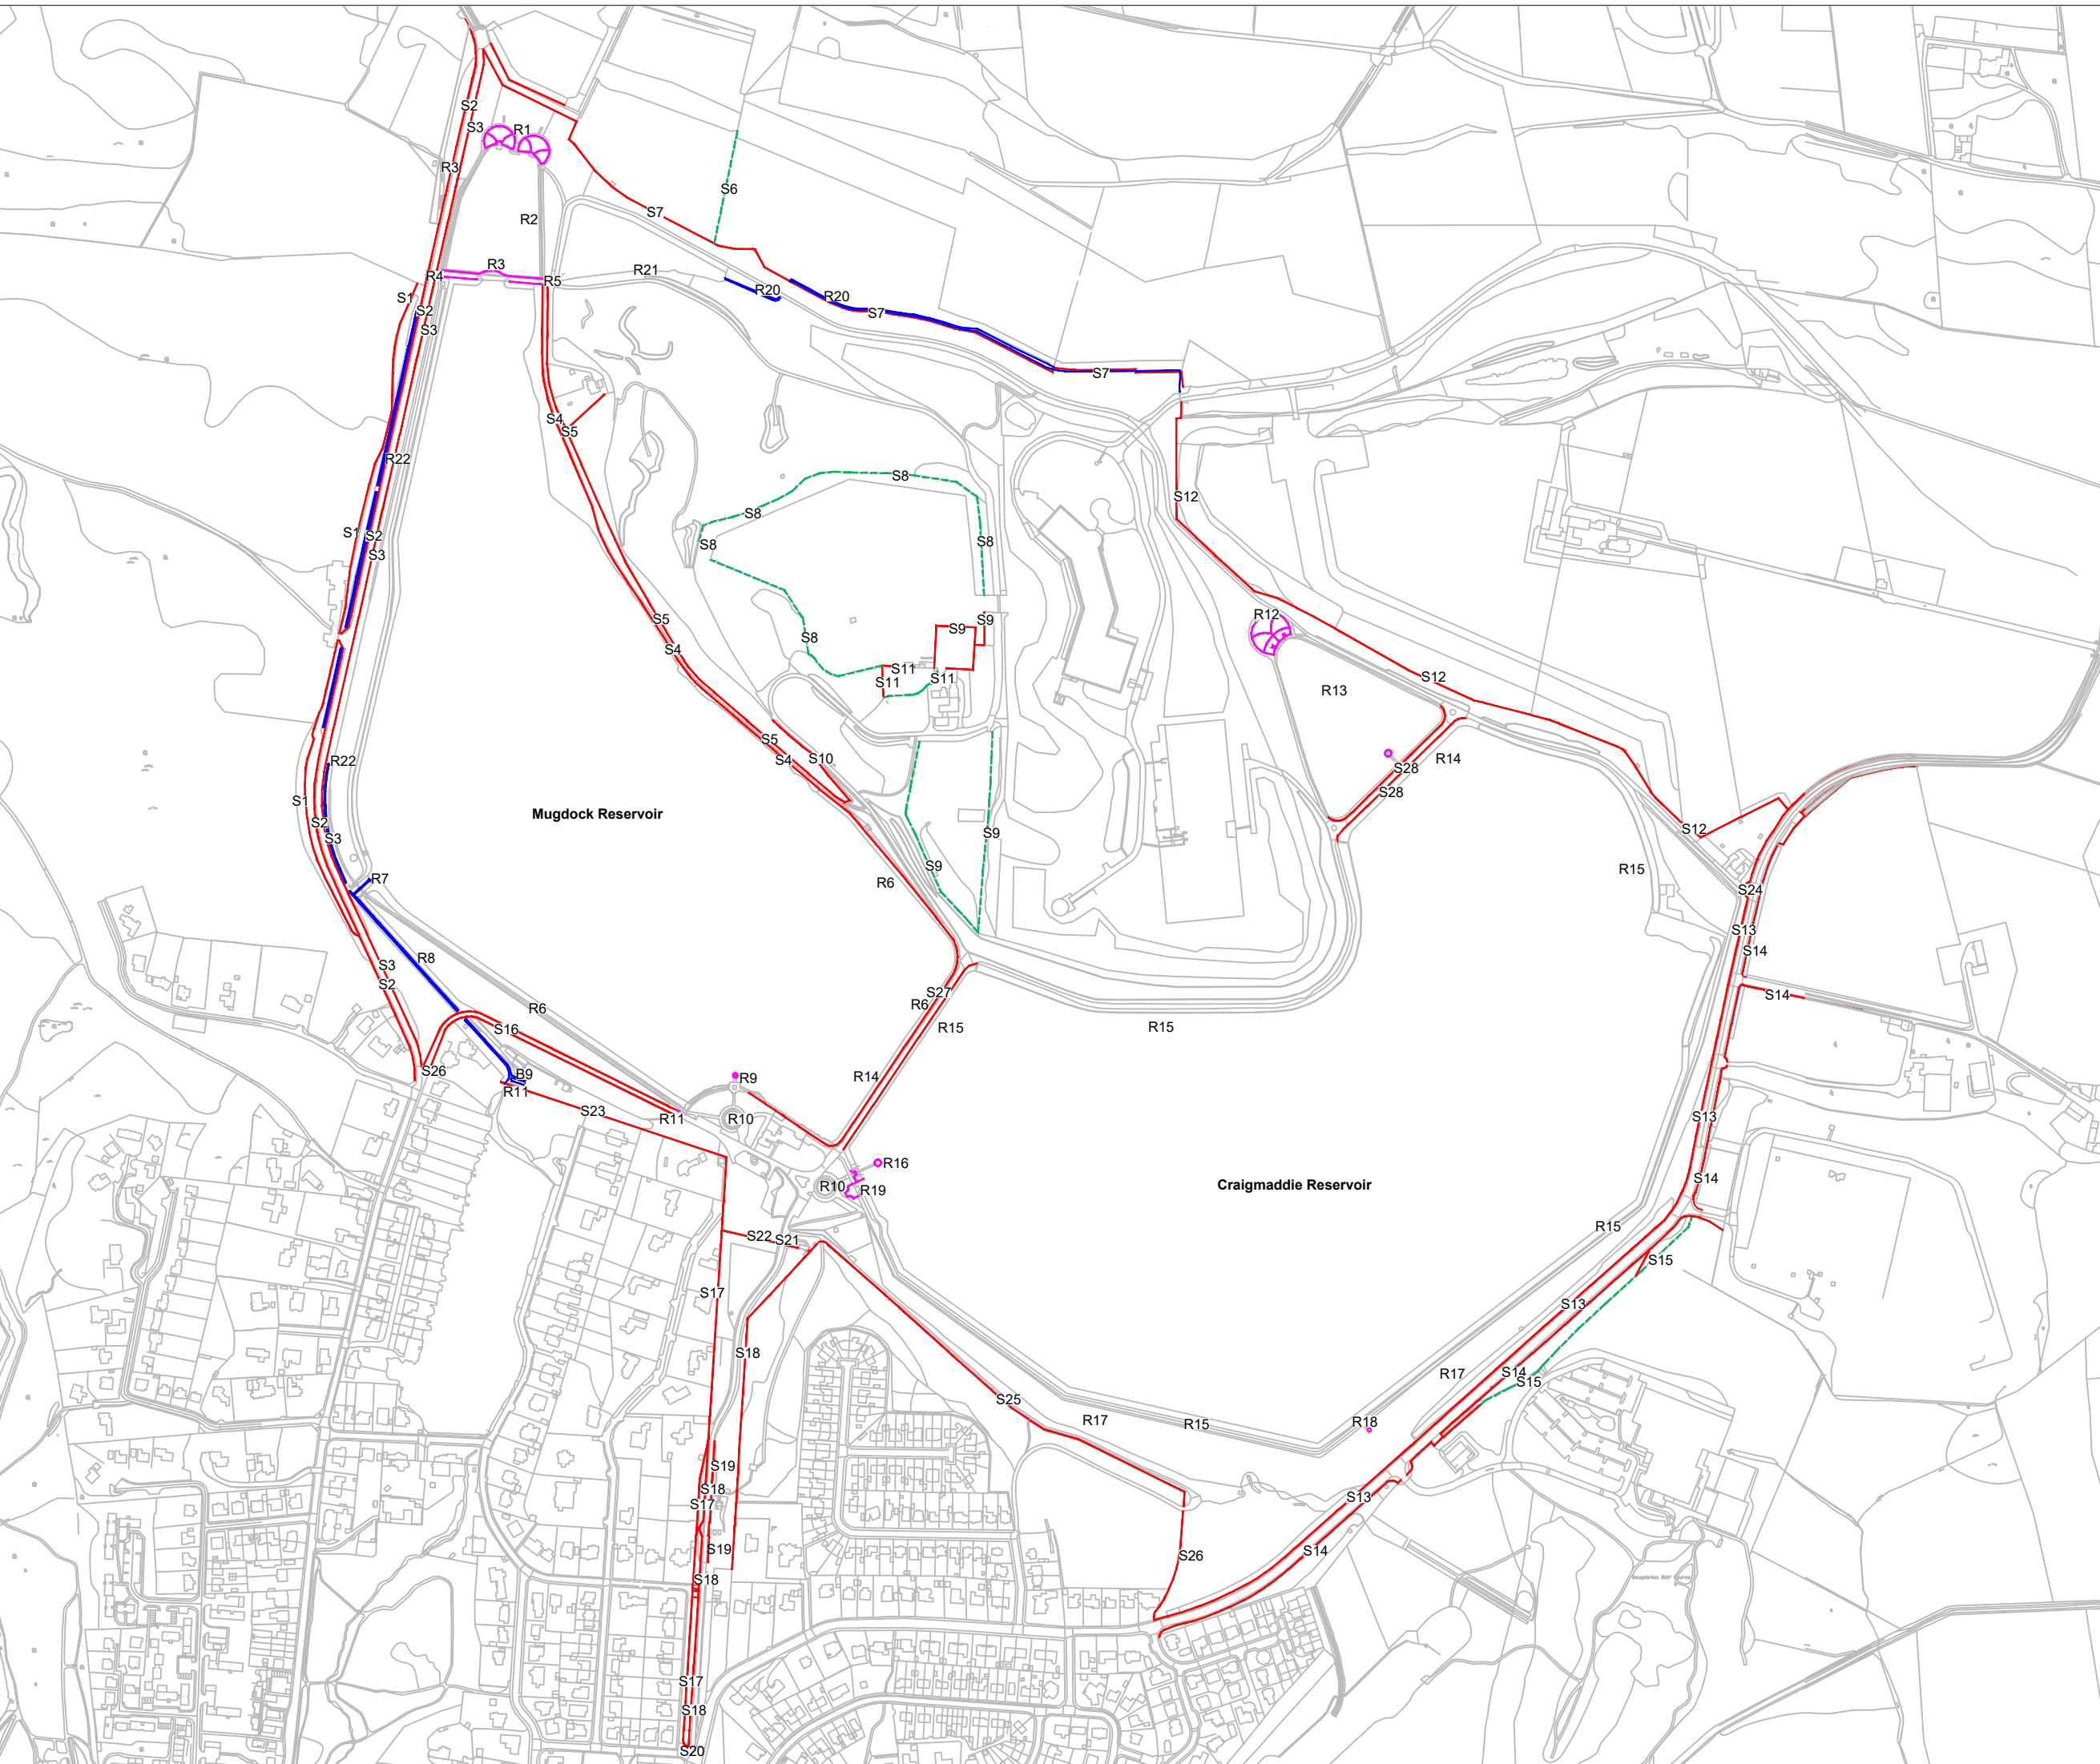 S2
S3
R1
R3
S6
S7
R2
R3
R21
R4
R5
S1
R20
R20
S2
S7
S3
S7
S4
S5
R22
S8
S12
S8
S1
S2
S8
S8
S3
R12
S5
S9
S9
S8
S4
S11
S12
S11
S11
R13
S5
S10
S4
R14
R22
S28
S28
S1
Mugdock Reservoir
S2
S12
S3
S9
S9
R15
R7
R6
S24
S13
R8
S14
S3
S2
S27
S14
R6
R6
S16
R15
R15
S26
B9
R9
R14
R11
S23
R11
R10
S13
R16
R10
R19
Craigmaddie Reservoir
S14
R15
S22
S21
S15
S17
S13
S18
S14
R17
S15
S25
R17
R15
R18
S19
S18
S13
S17
S19
S14
S26
S18
S17
S18
S20